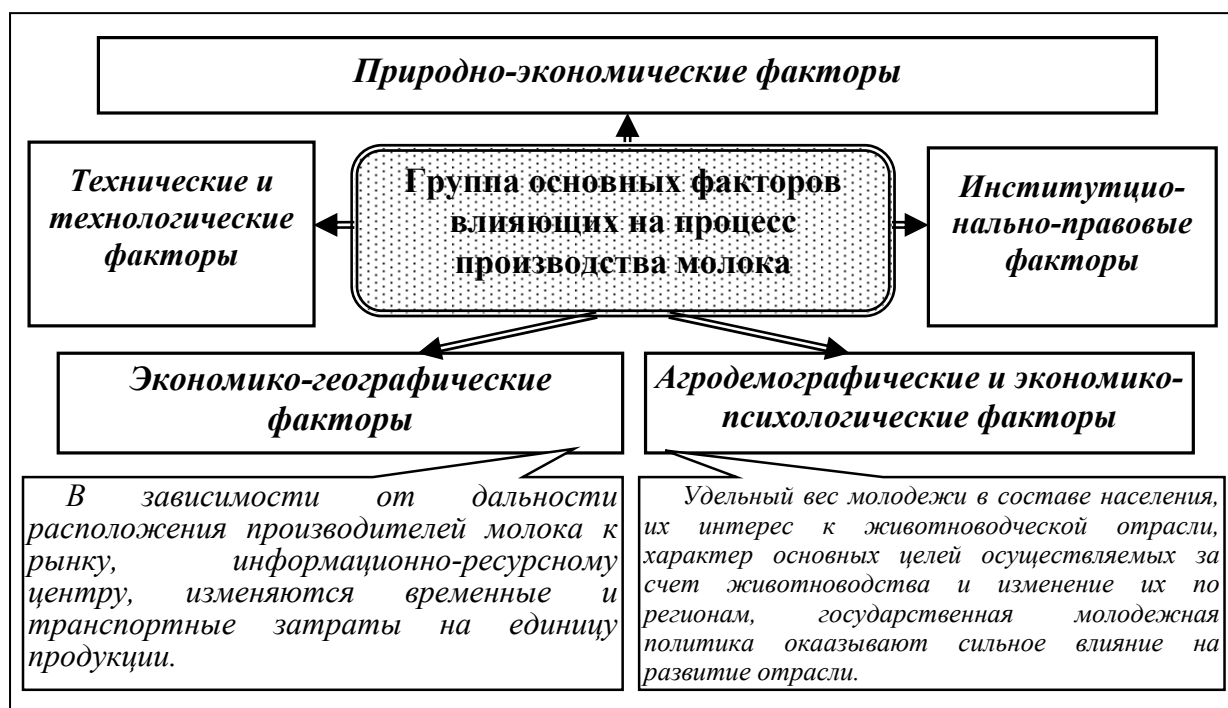 Природно-экономические факторы
Технические и
технологические
факторы
Группа основных факторов
влияющих на процесс
производства молока
Институтцио-
нально-правовые
факторы
Экономико-географические
факторы
Агродемографические и экономико-
психологические факторы
В зависимости от дальности
расположения производителей молока к
рынку, информационно-ресурсному
центру, изменяются временные и
транспортные затраты на единицу
продукции.
Удельный вес молодежи в составе населения,
их интерес к животноводческой отрасли,
характер основных целей осуществляемых за
счет животноводства и изменение их по
регионам, государственная молодежная
политика окаазывают сильное влияние на
развитие отрасли.